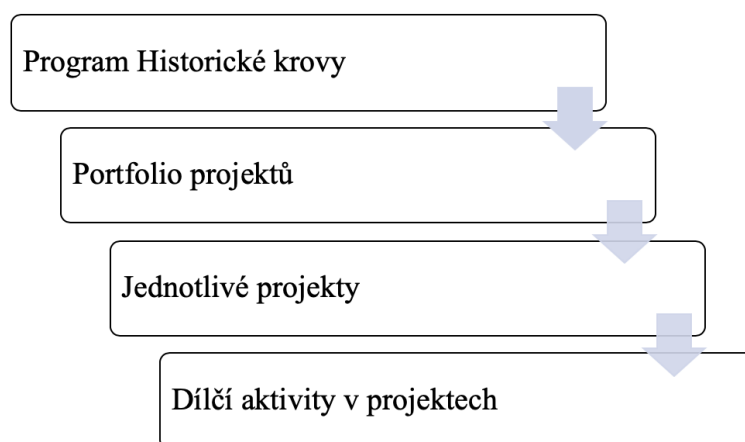 Program Historické krovy
Portfolio projektů
Jednotlivé projekty
Dílčí aktivity v projektech